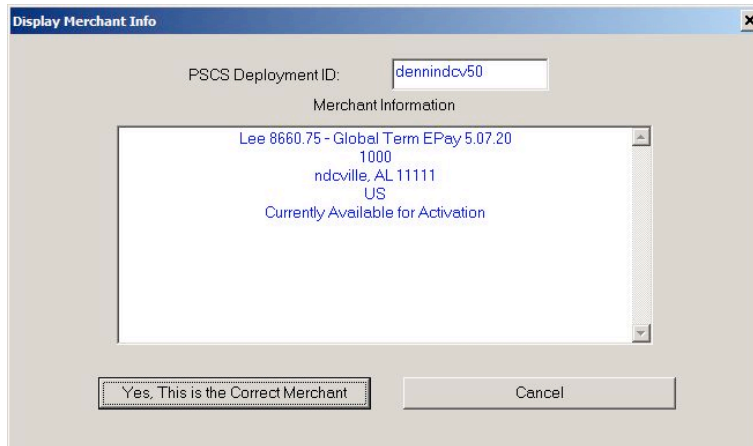 Display Merchant Info
PSCS Deployment ID: dennindcv50
Merchant Information
Lee 8660.75 - Global Term EPay 5.07.20
1000
ndcville, AL 11111
US
Currently Available for Activation
Yes, This is the Correct Merchant Cancel